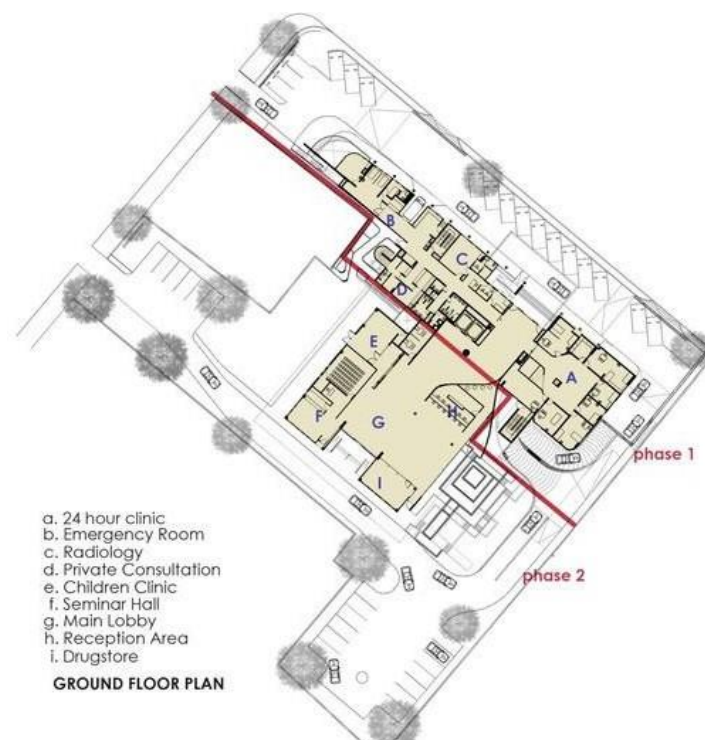 B
C
D
E
A
H
F
G
I
phase 1
phase 2
a. 24 hour clinic
b. Emergency Room
c. Radiology
d. Private Consultation
e. Children Clinic
f. Seminar Hall
g. Main Lobby
h. Reception Area
i. Drugstore
GROUND FLOOR PLAN